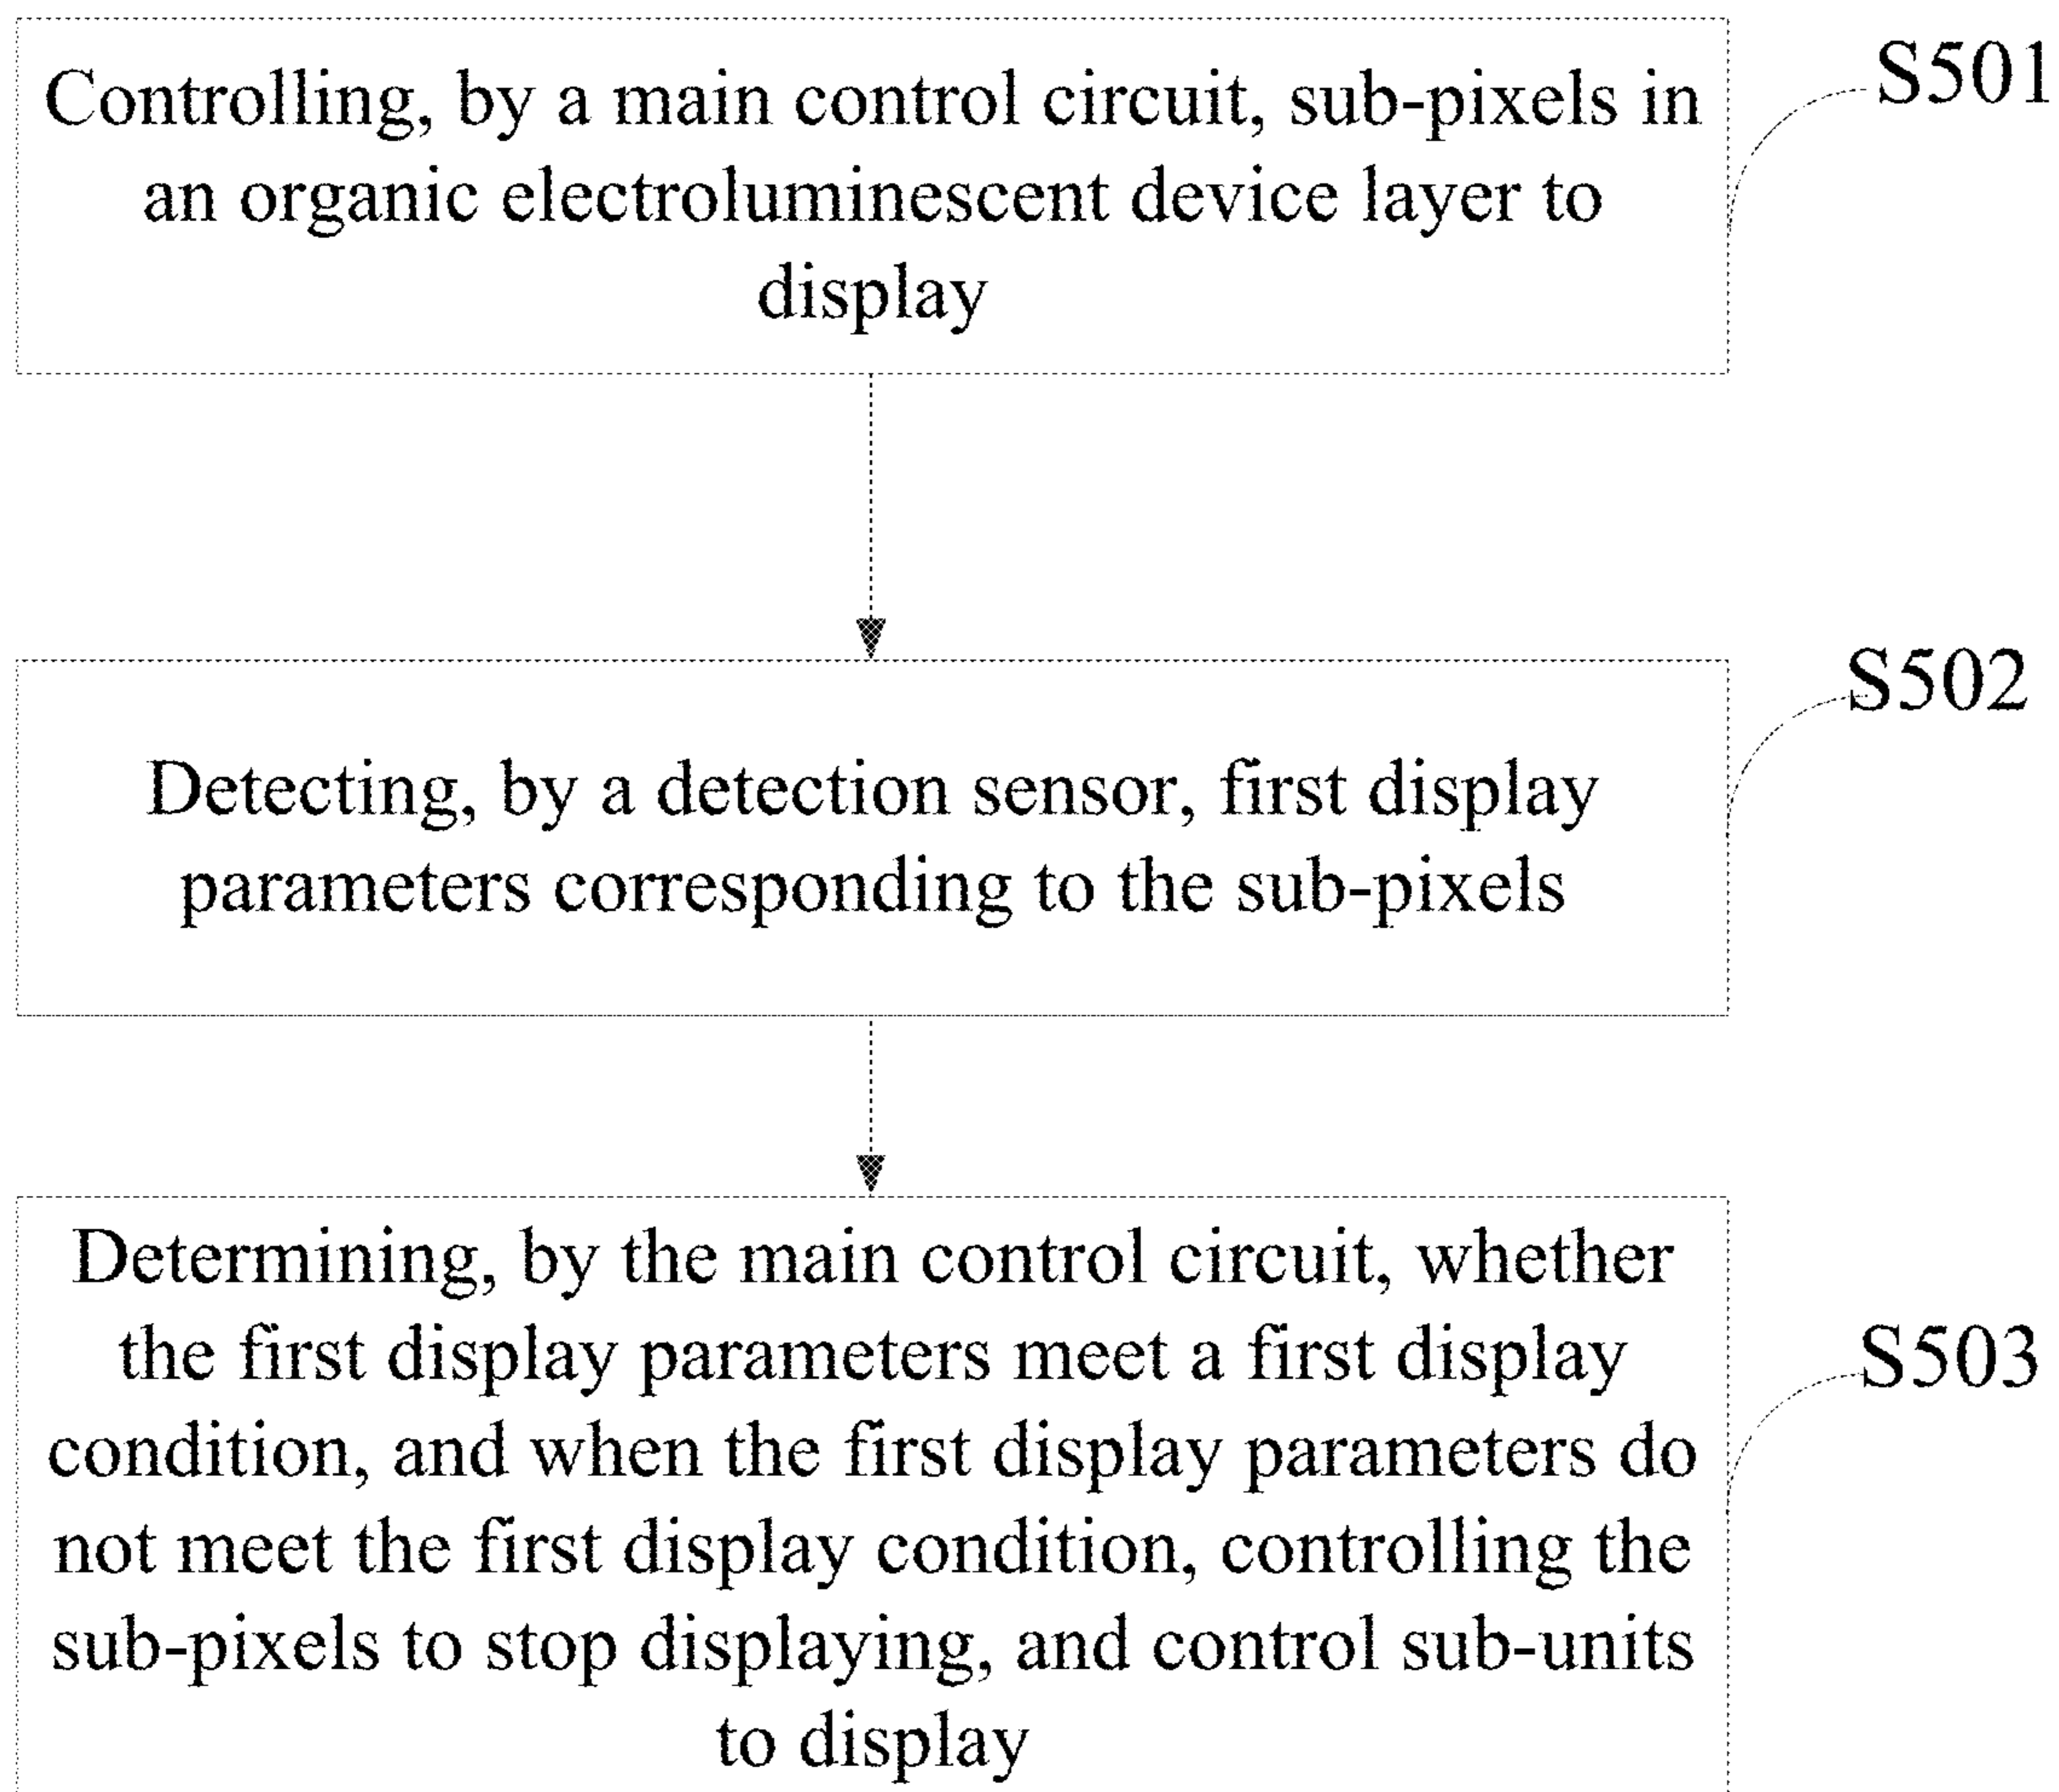 Controlling, by a main control circuit, sub-pixels in
an organic electroluminescent device layer to
display
S501
Detecting, by a detection sensor, first display
parameters corresponding to the sub-pixels
S502
Determining, by the main control circuit, whether
the first display parameters meet a first display
condition, and when the first display parameters do
not meet the first display condition, controlling the
sub-pixels to stop displaying, and control sub-units
to display
S503